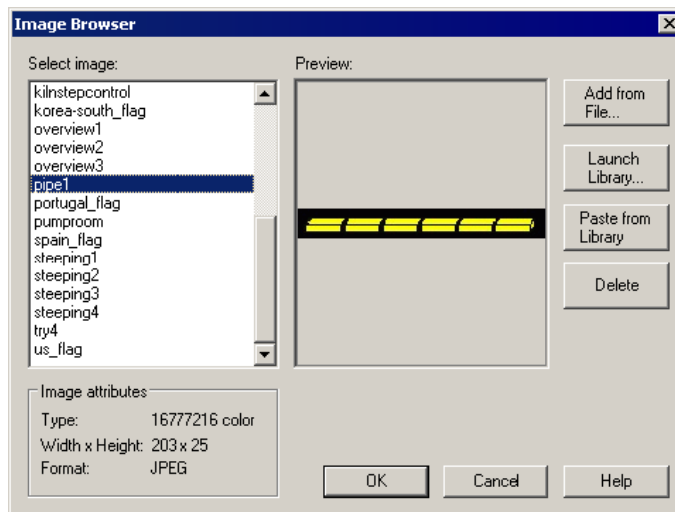 Image Browser
Select image:
kilnstepcontrol
korea-south_flag
overview1
overview2
overview3
pipe1
portugal_flag
pumproom
spain_flag
steeping1
steeping2
steeping3
steeping4
try4
us_flag
Preview:
Add from
File...
Launch
Library...
Paste from
Library
Delete
Image attributes
Type: 16777216 color
Width x Height: 203 x 25
Format: JPEG
OK
Cancel
Help